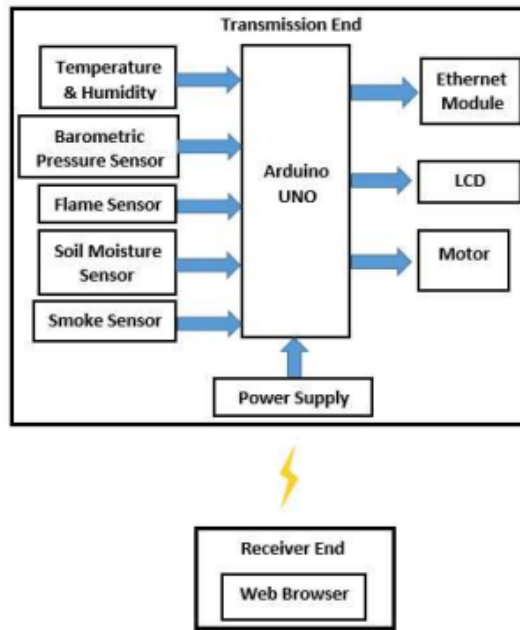 Transmission End
Temperature
& Humidity
Barometric
Pressure Sensor
Flame Sensor
Soil Moisture
Sensor
Smoke Sensor
Arduino
UNO
Ethernet
Module
LCD
Motor
Power Supply
Receiver End
Web Browser